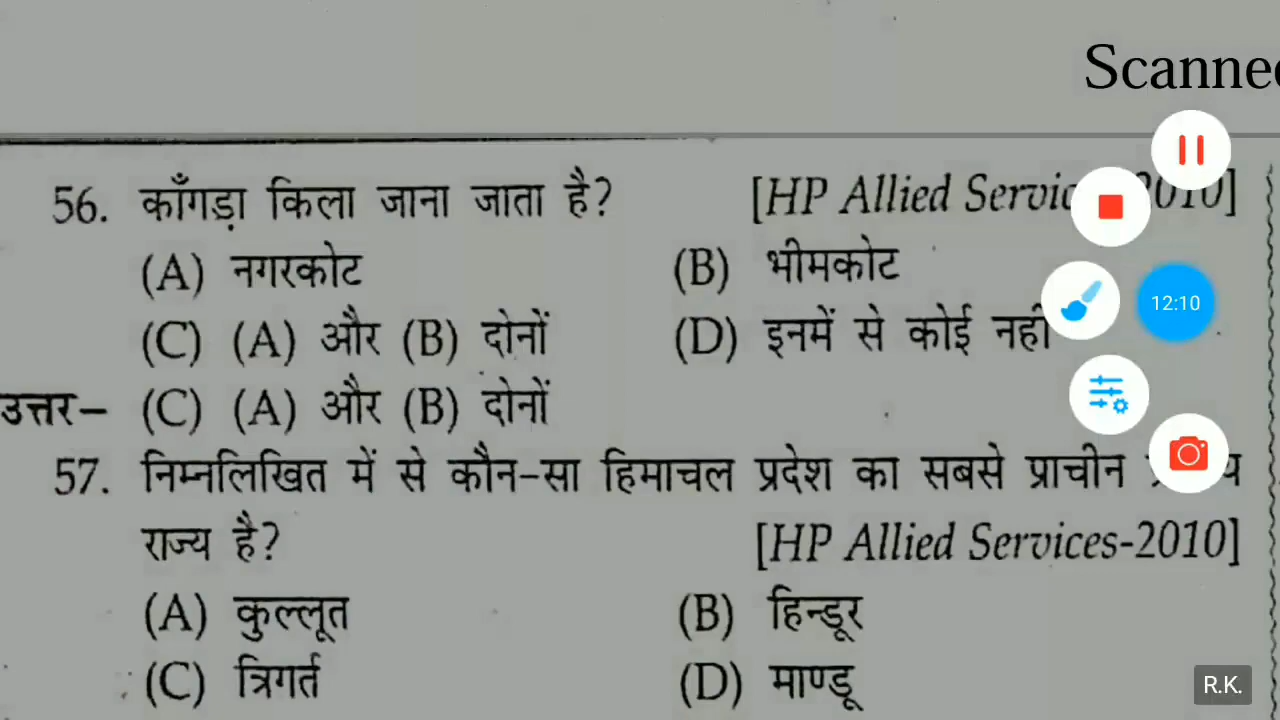 Scanne
56. काँगड़ा किला जाना जाता है? [HP Allied Servic 2010]
(A) नगरकोट (B) भीमकोट
(C) (A) और (B) दोनों (D) इनमें से कोई नहीं
12:10
उत्तर– (C) (A) और (B) दोनों
57. निम्नलिखित में से कौन-सा हिमाचल प्रदेश का सबसे प्राचीन
राज्य है? [HP Allied Services-2010]
(A) कुल्लूत (B) हिन्डूर
(C) त्रिगर्त (D) माण्डू
R.K.